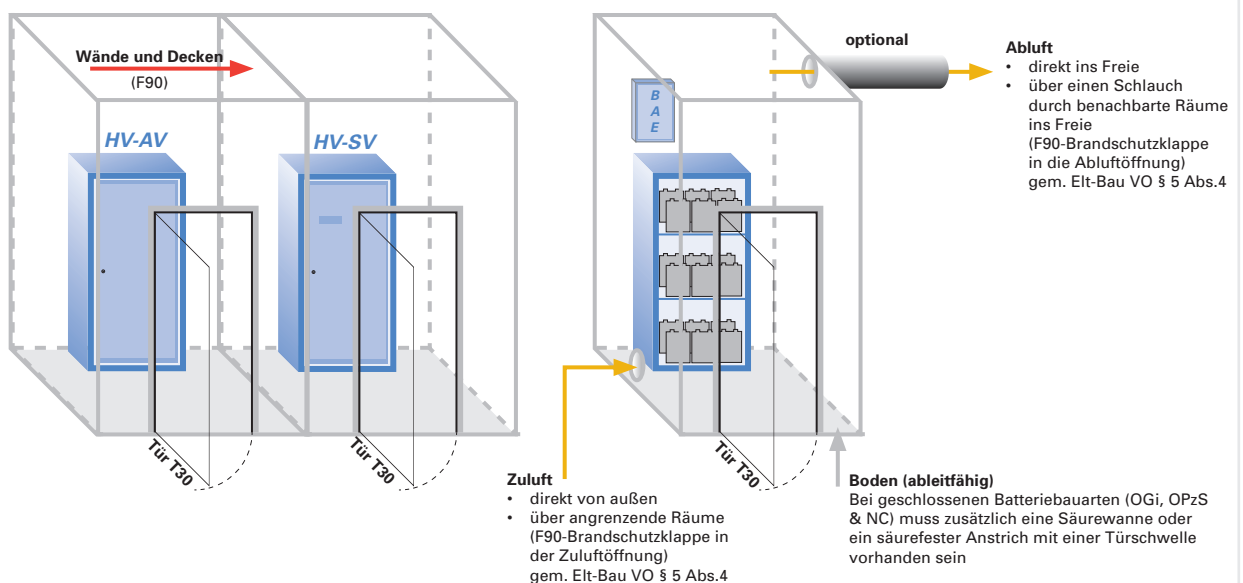 Wände und Decken
(F90)
HV-AV
HV-SV
Tür T30
Tür T30
B
A
E
optional
Abluft
• direkt ins Freie
• über einen Schlauch
durch benachbarte Räume
ins Freie
(F90-Brandschutzklappe
in die Abluftöffnung)
gem. Elt-Bau VO § 5 Abs.4
Tür T30
Zuluft
• direkt von außen
• über angrenzende Räume
(F90-Brandschutzklappe in
der Zuluftöffnung)
gem. Elt-Bau VO § 5 Abs.4
Boden (ableitfähig)
Bei geschlossenen Batteriebauarten (OGi, OPzS
& NC) muss zusätzlich eine Säurewanne oder
ein säurefester Anstrich mit einer Türschwelle
vorhanden sein